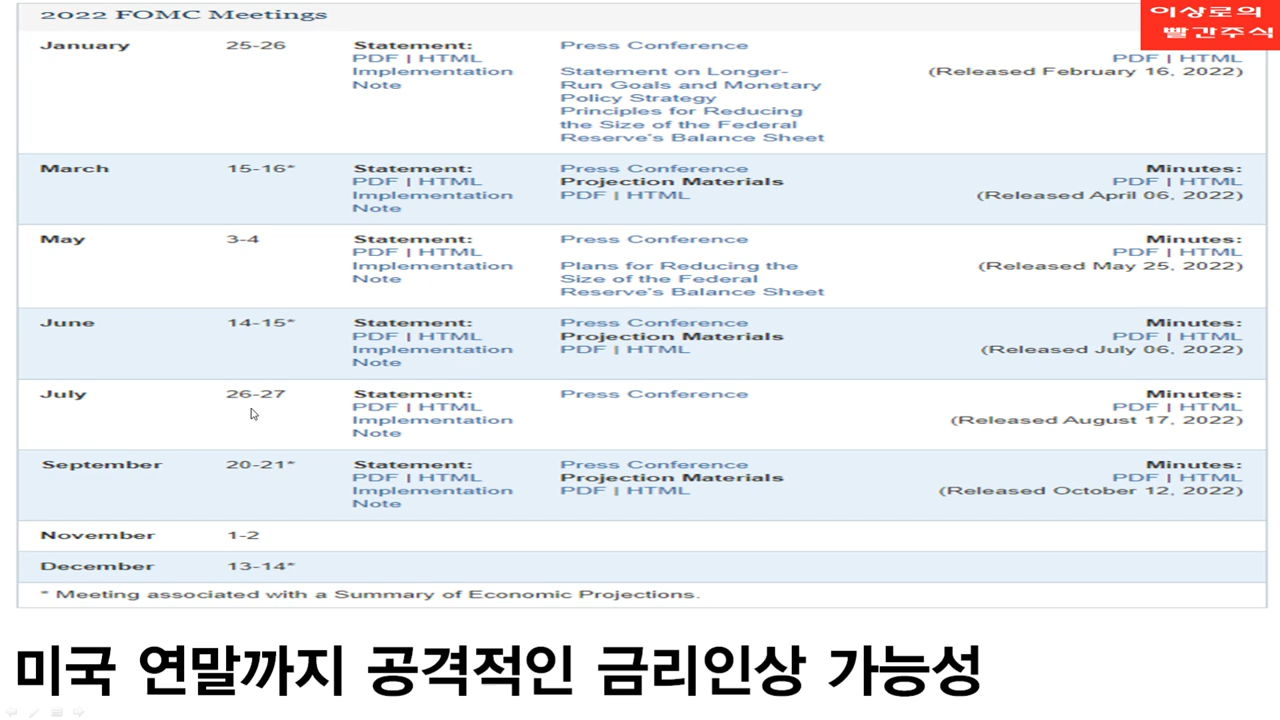 2022 FOMC Meetings
이상로의
빨간주식
January 25-26 Statement: Press Conference
PDF | HTML PDF | HTML
Implementation Statement on Longer- (Released February 16, 2022)
Note Run Goals and Monetary
Policy Strategy
Principles for Reducing
the Size of the Federal
Reserve's Balance Sheet
March 15-16* Statement: Press Conference Minutes:
PDF | HTML Projection Materials PDF | HTML
Implementation PDF | HTML (Released April 06, 2022)
Note
May 3-4 Statement: Press Conference Minutes:
PDF | HTML PDF | HTML
Implementation Plans for Reducing the (Released May 25, 2022)
Note Size of the Federal
Reserve's Balance Sheet
June 14-15* Statement: Press Conference Minutes:
PDF | HTML Projection Materials PDF | HTML
Implementation PDF | HTML (Released July 06, 2022)
Note
July 26-27 Statement: Press Conference Minutes:
PDF | HTML PDF | HTML
Implementation (Released August 17, 2022)
Note
September 20-21* Statement: Press Conference Minutes:
PDF | HTML Projection Materials PDF | HTML
Implementation PDF | HTML (Released October 12, 2022)
Note
November 1-2
December 13-14*
* Meeting associated with a Summary of Economic Projections.
미국 연말까지 공격적인 금리인상 가능성